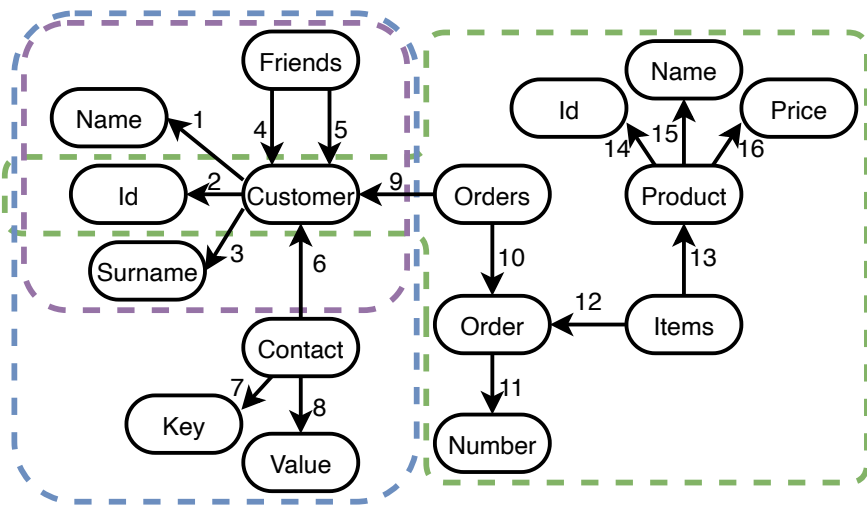 Friends
Name
Id
Name
Price
1
4
5
14
15
16
Id
2
Customer
9
Orders
Product
Surname
3
6
10
13
Contact
Order
12
Items
7
8
11
Key
Value
Number